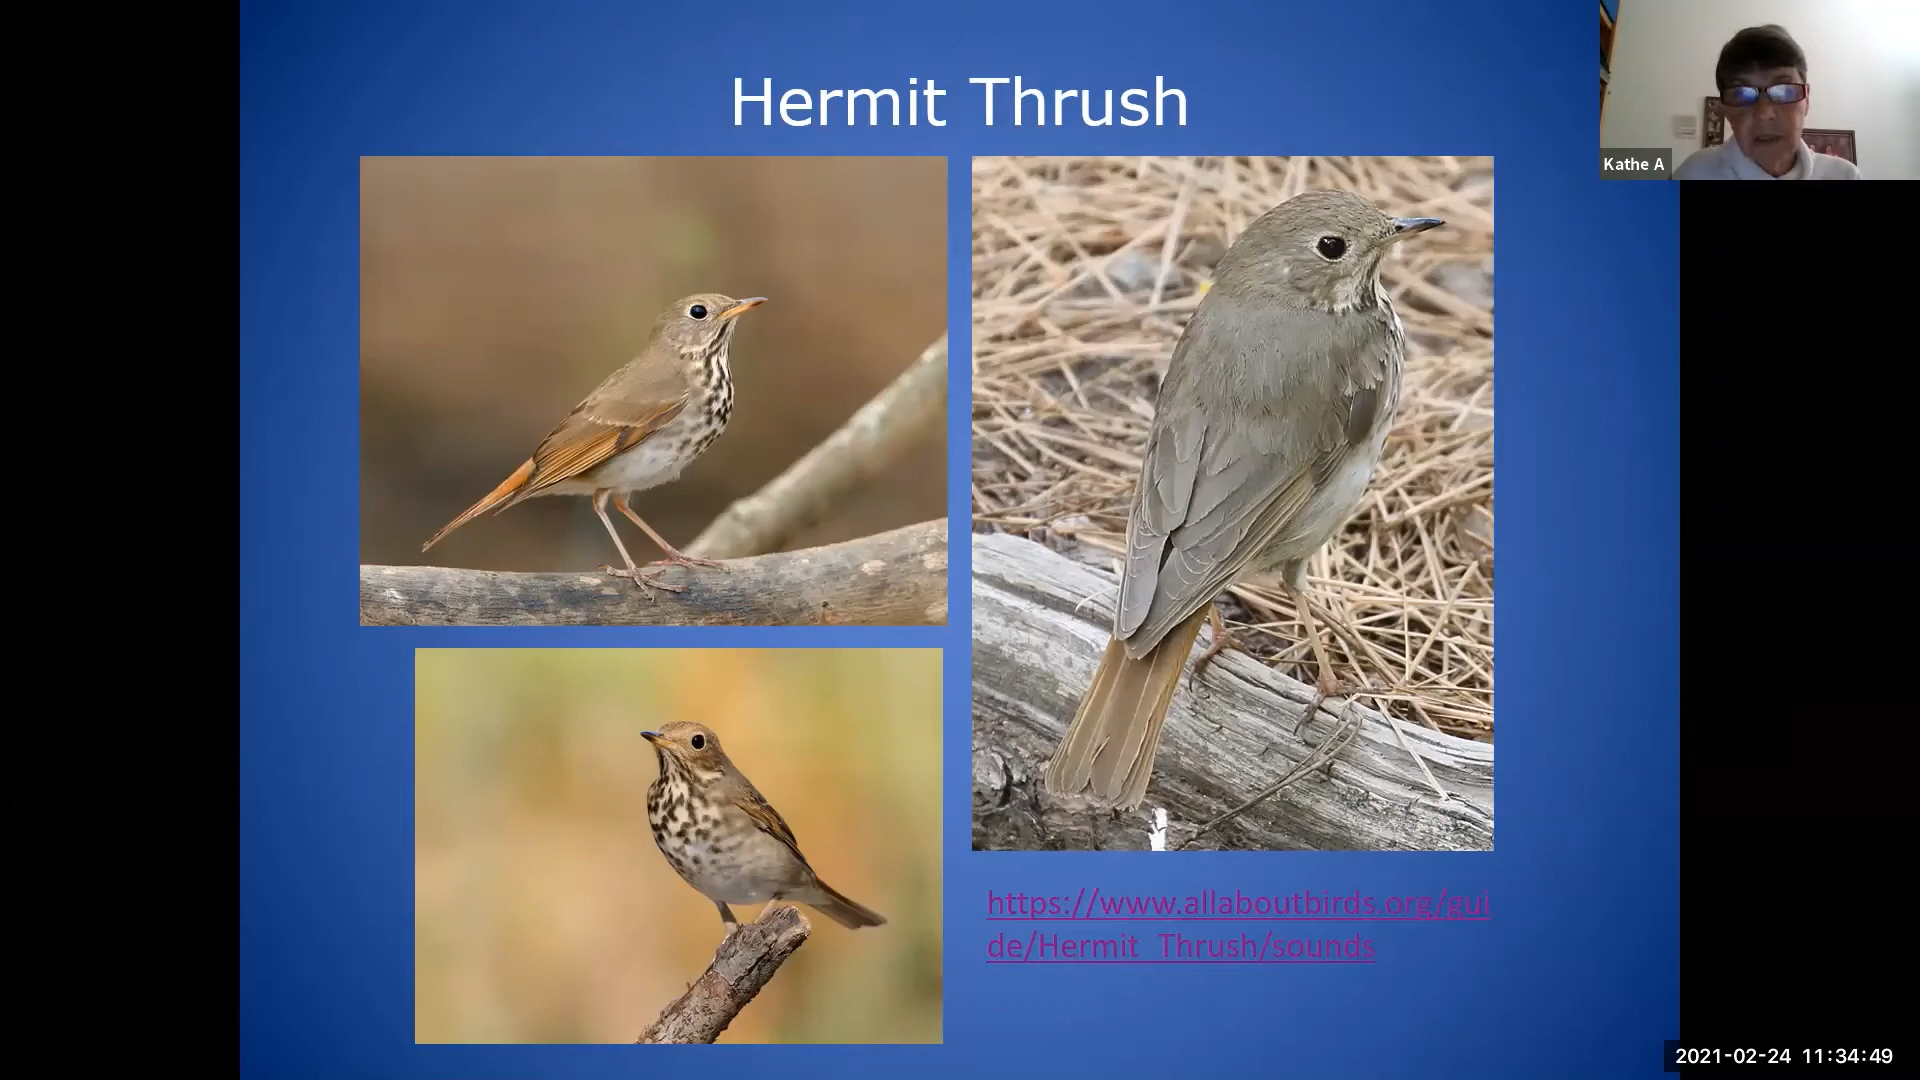 Hermit Thrush
Kathe A
https://www.allaboutbirds.org/gui
de/Hermit_Thrush/sounds
2021-02-24 11:34:49